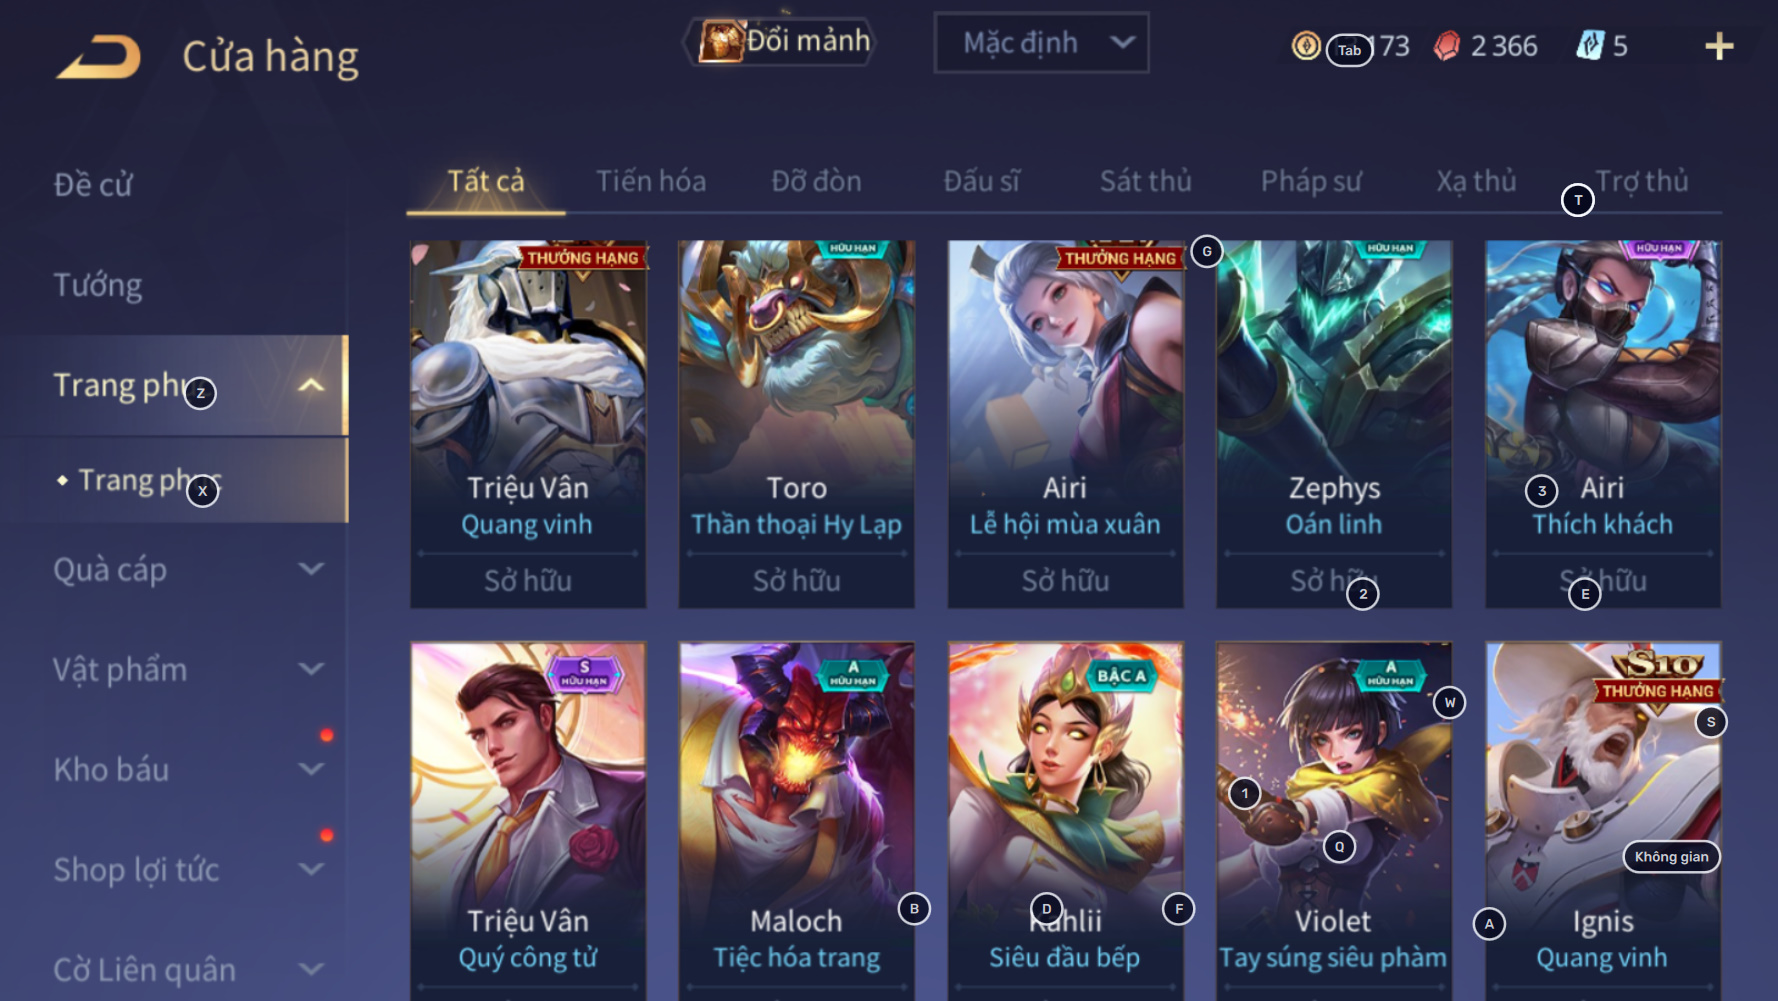 Cửa hàng
Đổi mảnh
Mặc định
Tab
173
2 366
5
Đề cử
Tướng
Trang phục
Z
Trang phục
X
Quà cáp
Vật phẩm
Kho báu
Shop lợi tức
Cờ Liên quân
Tất cả
Tiến hóa
Đỡ đòn
Đấu sĩ
Sát thủ
Pháp sư
Xạ thủ
T
Trợ thủ
THƯỞNG HẠNG
Triệu Vân
Quang vinh
Sở hữu
HỮU HẠN
Toro
Thần thoại Hy Lạp
Sở hữu
THƯỞNG HẠNG
G
Airi
Lễ hội mùa xuân
Sở hữu
HỮU HẠN
Zephys
Oán linh
Sở hữu
2
HỮU HẠN
3
Airi
Thích khách
Sở hữu
E
S
HỮU HẠN
Triệu Vân
Quý công tử
A
HỮU HẠN
B
Maloch
Tiệc hóa trang
BẬC A
D
F
Kahlii
Siêu đầu bếp
A
HỮU HẠN
W
1
Q
Violet
Tay súng siêu phàm
S10
THƯỞNG HẠNG
S
Không gian
A
Ignis
Quang vinh